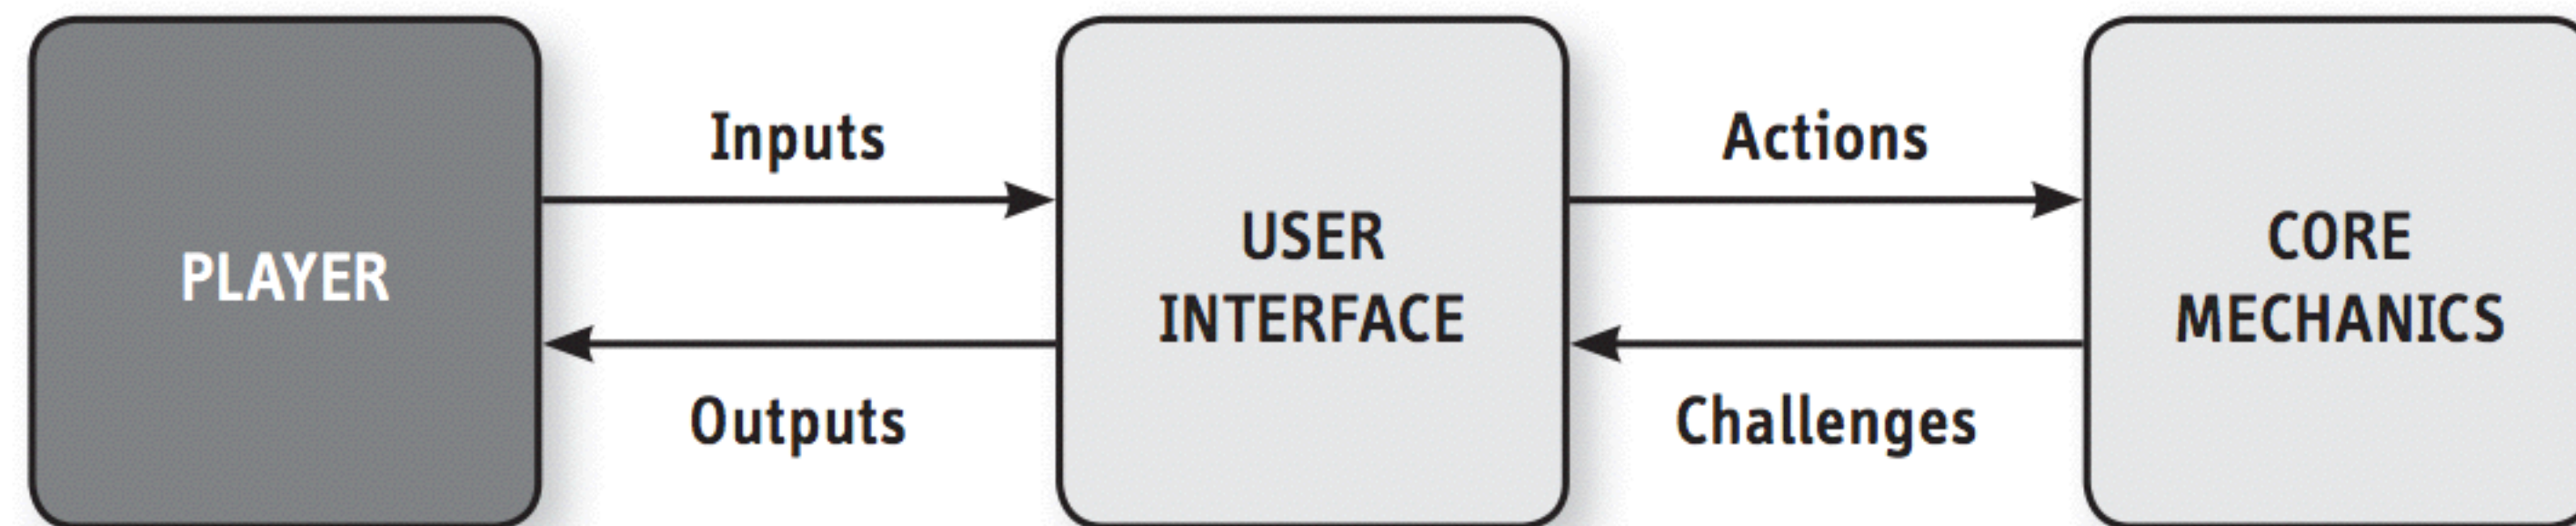 PLAYER
Inputs
Outputs
USER
INTERFACE
Actions
Challenges
CORE
MECHANICS